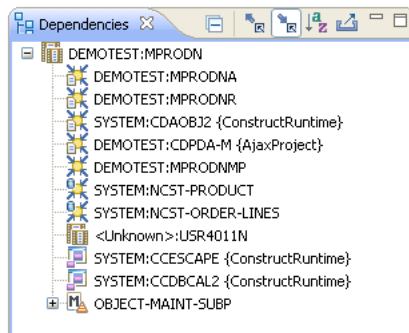 Dependencies
DEMOTEST:MPRODN
DEMOTEST:MPRODNA
DEMOTEST:MPRODNR
SYSTEM:CDAOBJ2 {ConstructRuntime}
DEMOTEST:CDPDA-M {AjaxProject}
DEMOTEST:MPRODNMP
SYSTEM:NCST-PRODUCT
SYSTEM:NCST-ORDER-LINES
<Unknown>:USR4011N
SYSTEM:CCESCAPE {ConstructRuntime}
SYSTEM:CCDBCAL2 {ConstructRuntime}
OBJECT-MAINT-SUBP